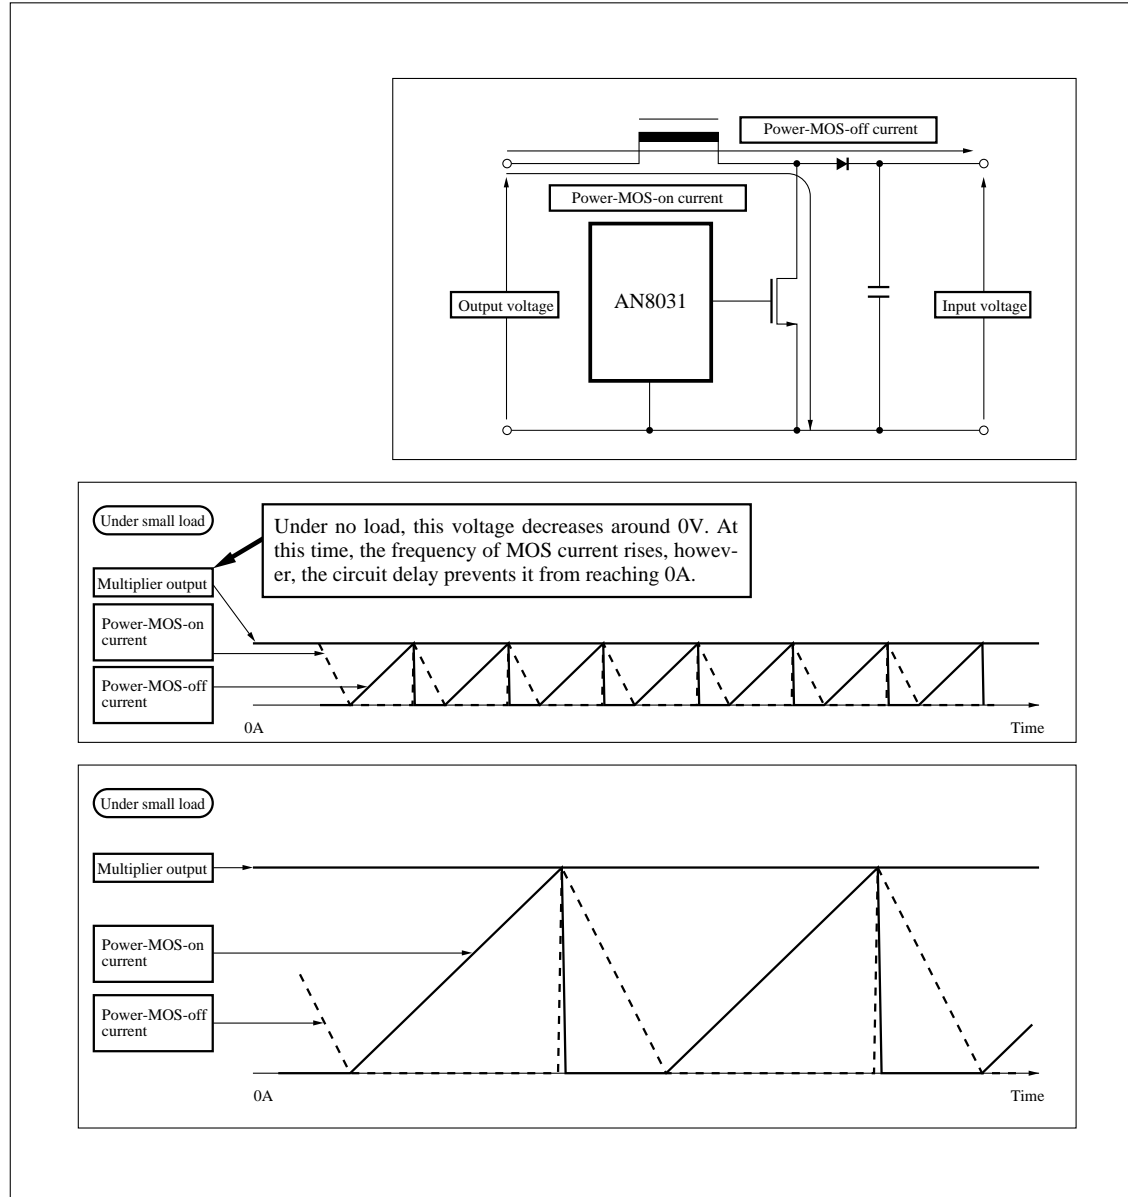 Power-MOS-off current
Power-MOS-on current
AN8031
Output voltage
Input voltage
Under small load
Under no load, this voltage decreases around 0V. At
this time, the frequency of MOS current rises, howev-
er, the circuit delay prevents it from reaching 0A.
Multiplier output
Power-MOS-on
current
Power-MOS-off
current
0A
Time
Under small load
Multiplier output
Power-MOS-on
current
Power-MOS-off
current
0A
Time